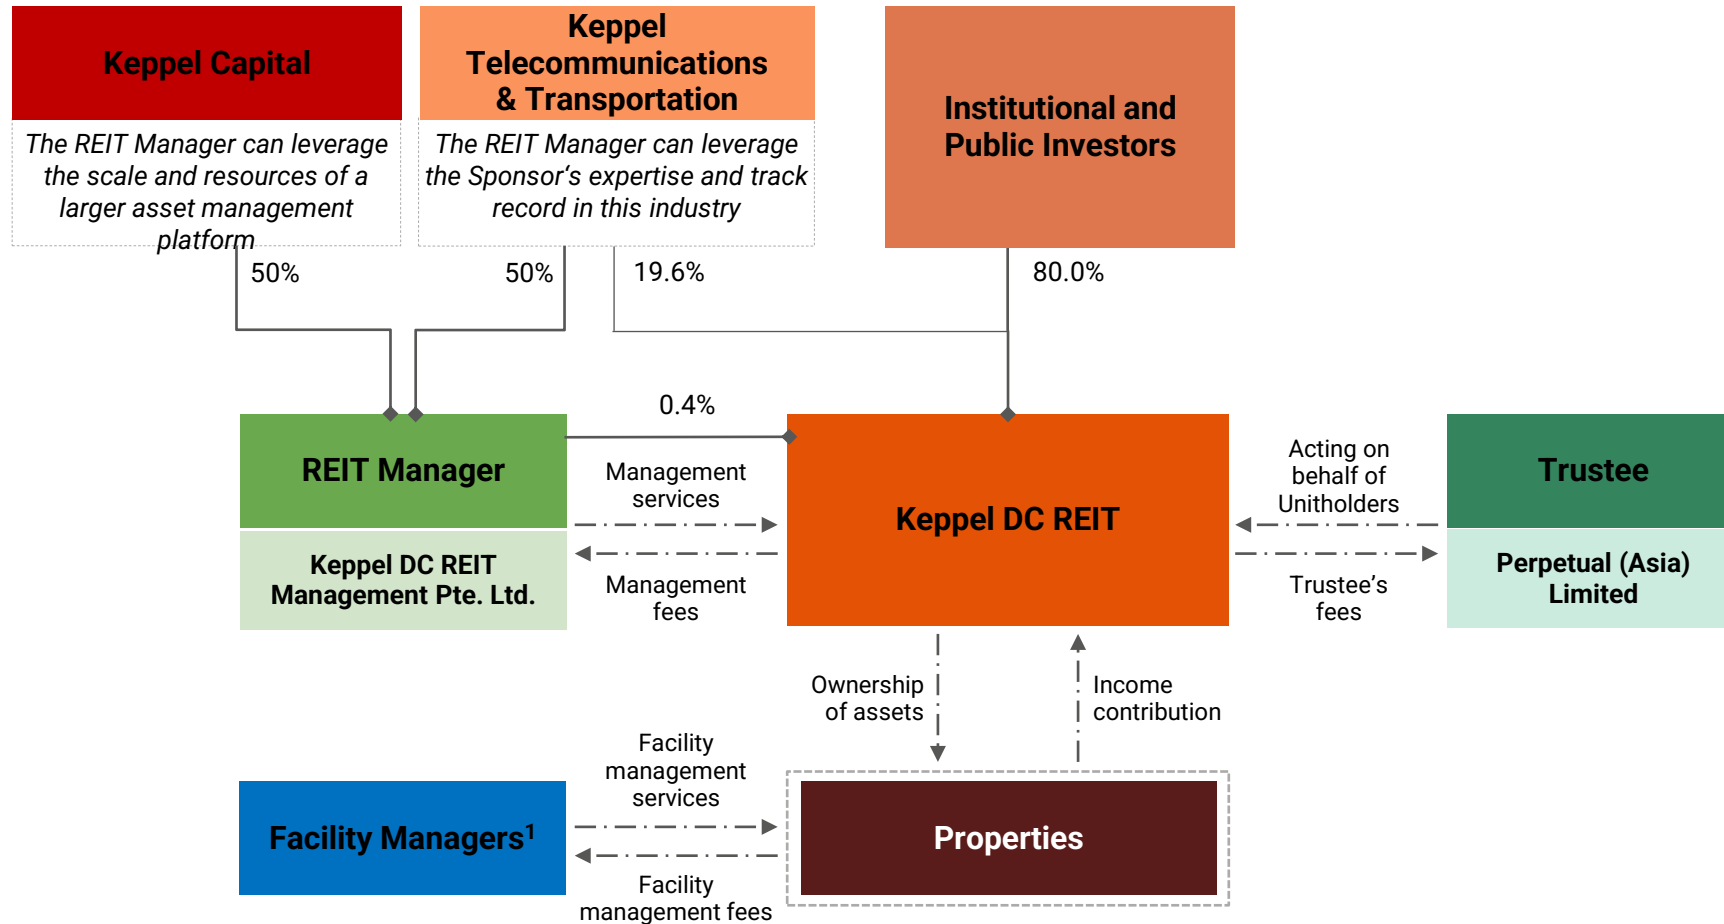 Keppel Capital
The REIT Manager can leverage
the scale and resources of a
larger asset management
platform
Keppel
Telecommunications
& Transportation
The REIT Manager can leverage
the Sponsor‘s expertise and track
record in this industry
Institutional and
Public Investors
50%
50%
19.6%
80.0%
0.4%
REIT Manager
Keppel DC REIT
Management Pte. Ltd.
Management
services
Management
fees
Keppel DC REIT
Acting on
behalf of
Unitholders
Trustee’s
fees
Trustee
Perpetual (Asia)
Limited
Ownership
of assets
Income
contribution
Facility
management
services
Facility Managers¹
Facility
management fees
Properties